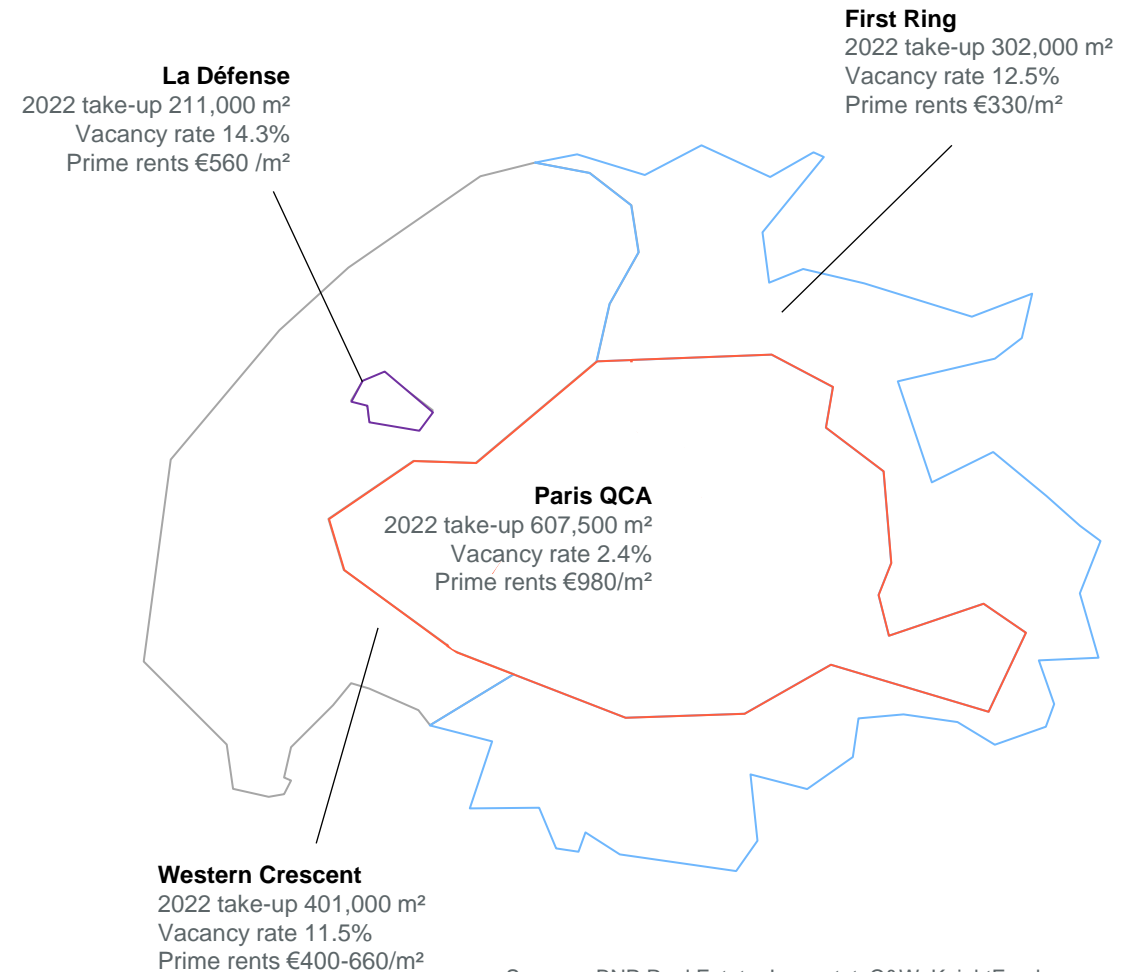 First Ring
2022 take-up 302,000 m²
Vacancy rate 12.5%
Prime rents €330/m²
La Défense
2022 take-up 211,000 m²
Vacancy rate 14.3%
Prime rents €560 /m²
Paris QCA
2022 take-up 607,500 m²
Vacancy rate 2.4%
Prime rents €980/m²
Western Crescent
2022 take-up 401,000 m²
Vacancy rate 11.5%
Prime rents €400-660/m²